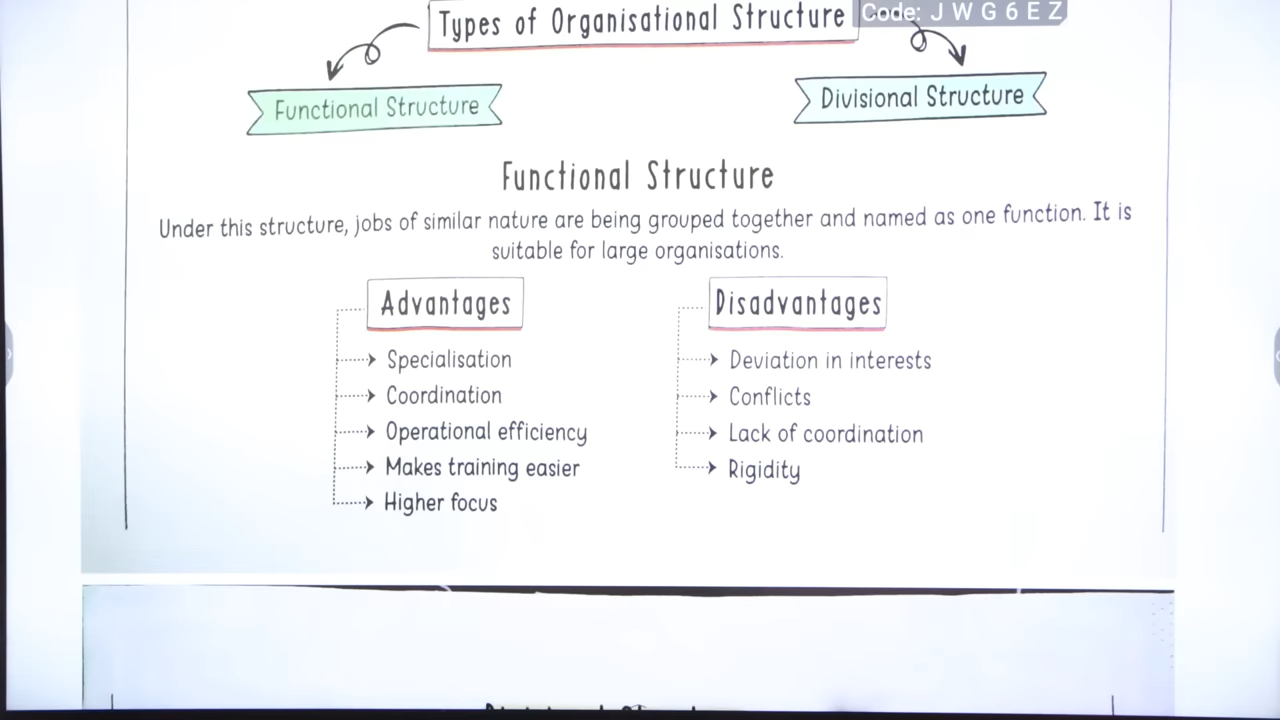 Types of Organisational Structure
Code: J W G 6 E Z
Functional Structure
Divisional Structure
Functional Structure
Under this structure, jobs of similar nature are being grouped together and named as one function. It is
suitable for large organisations.
Advantages
Specialisation
Coordination
Operational efficiency
Makes training easier
Higher focus
Disadvantages
Deviation in interests
Conflicts
Lack of coordination
Rigidity